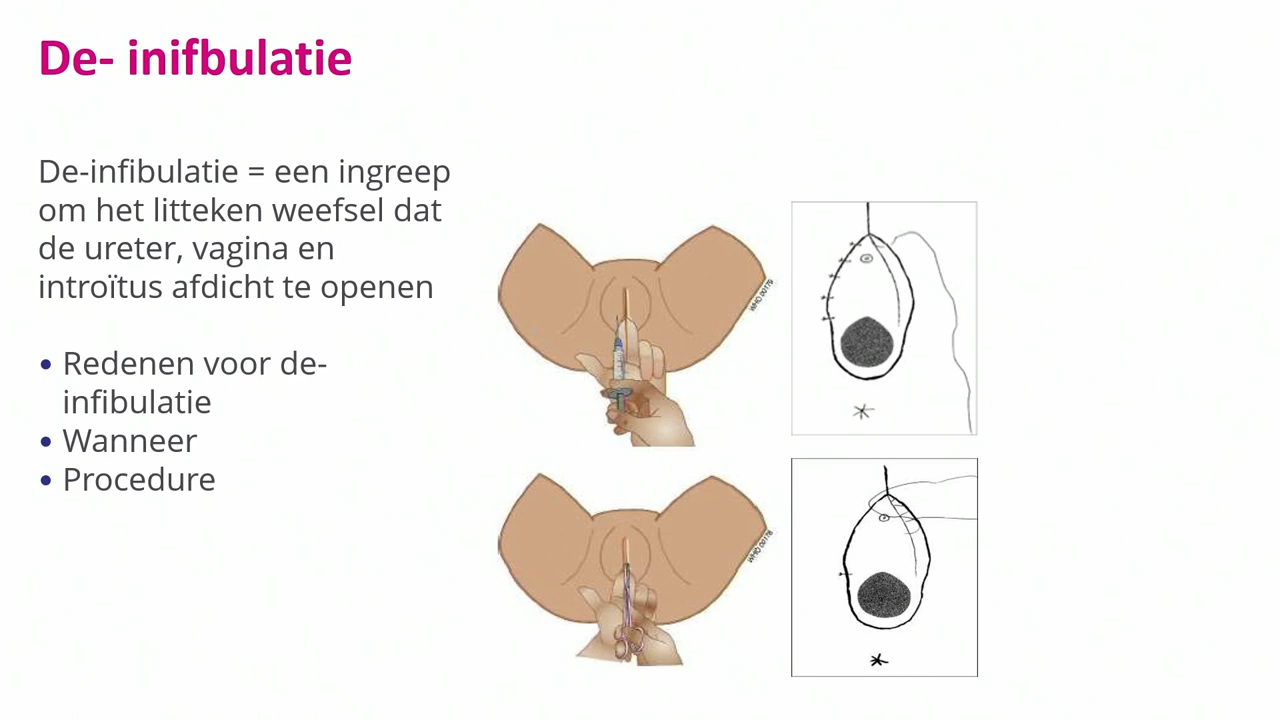 De- inifbulatie
De-infibulatie = een ingreep
om het litteken weefsel dat
de ureter, vagina en
introïtus afdicht te openen
• Redenen voor de-
infibulatie
• Wanneer
• Procedure